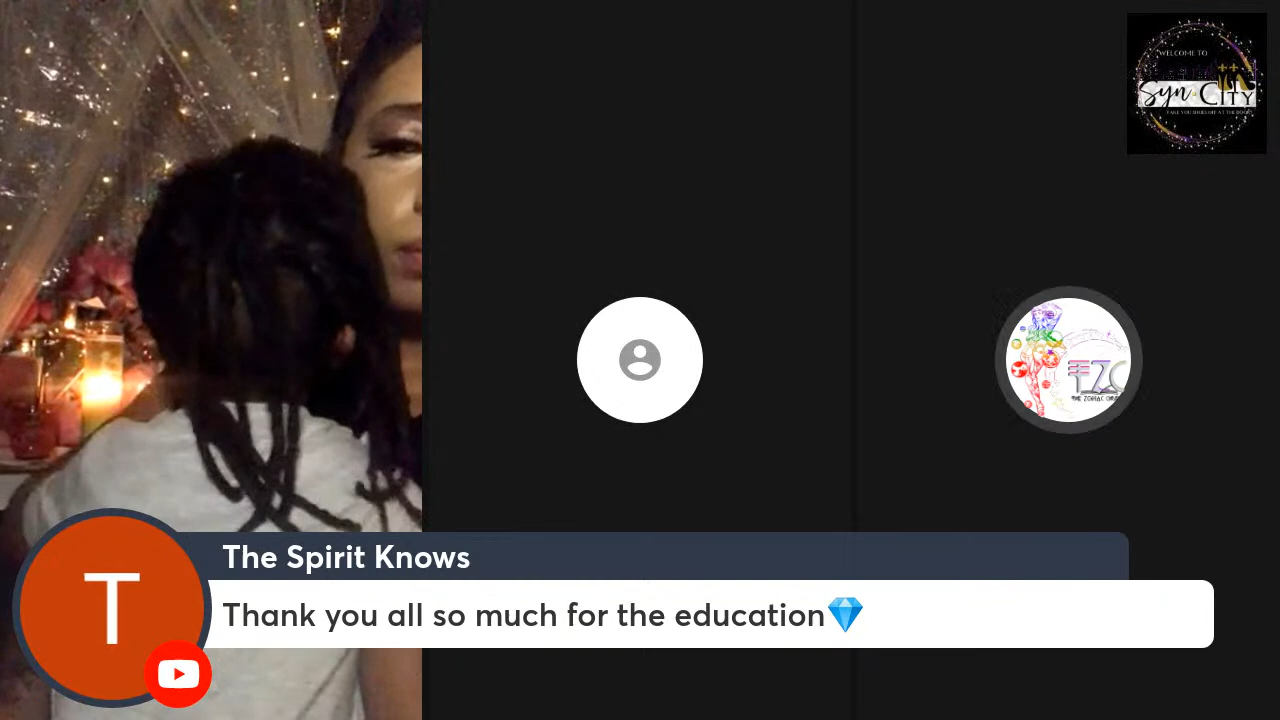 WELCOME TO
Syn CITY
The Spirit Knows
Thank you all so much for the education💎
T